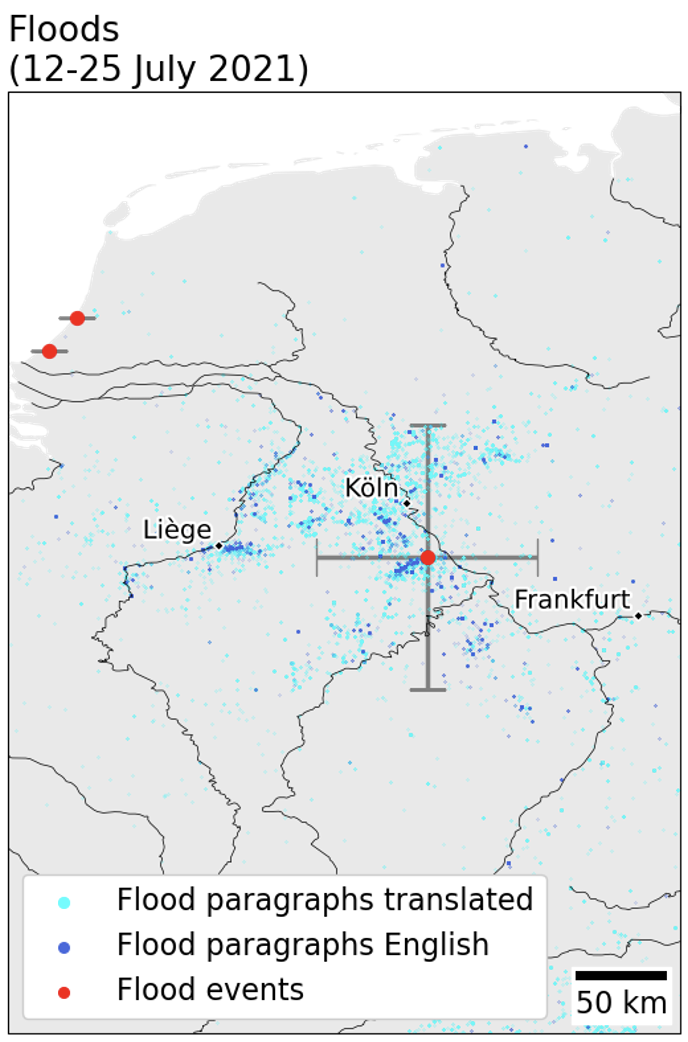 Floods
(12-25 July 2021)
Köln
Liège
Frankfurt
Flood paragraphs translated
Flood paragraphs English
Flood events
50 km